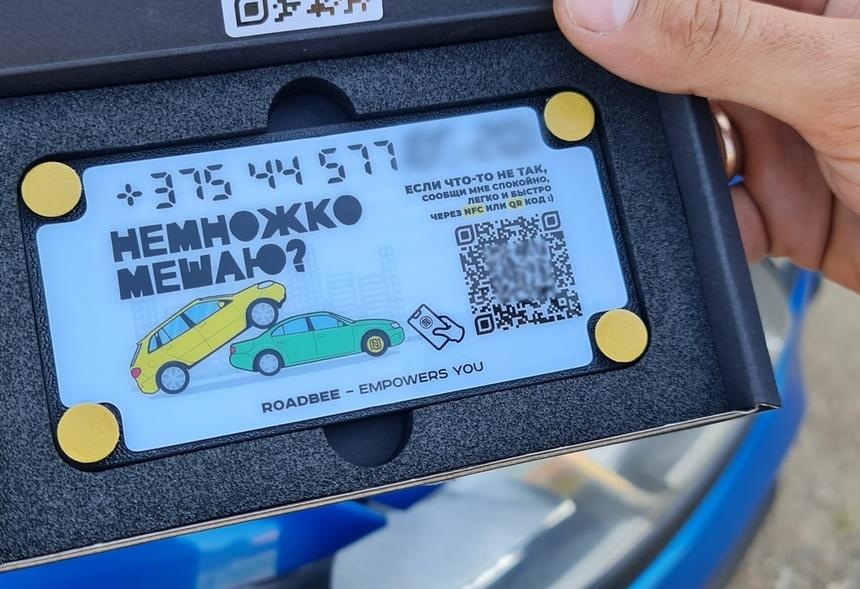 +375 44 577
НЕМНОЖКО
МЕШАЮ?
ЕСЛИ ЧТО-ТО НЕ ТАК,
СООБЩИ МНЕ СПОКОЙНО,
ЛЕГКО И БЫСТРО
ЧЕРЕЗ NFC ИЛИ QR КОД :)
ROADBEE – EMPOWERS YOU